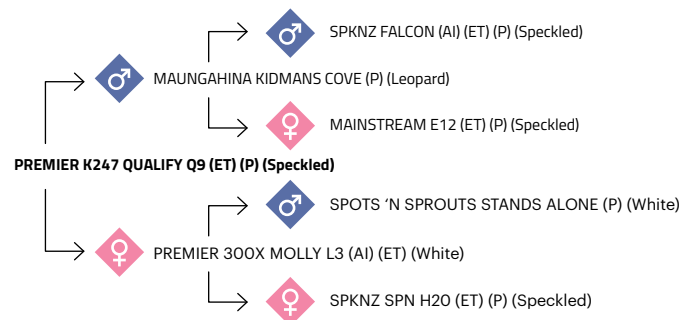 SPKNZ FALCON (AI) (ET) (P) (Speckled)
MAUNGAHINA KIDMANS COVE (P) (Leopard)
MAINSTREAM E12 (ET) (P) (Speckled)
PREMIER K247 QUALIFY Q9 (ET) (P) (Speckled)
SPOTS ‘N SPROUTS STANDS ALONE (P) (White)
PREMIER 300X MOLLY L3 (AI) (ET) (White)
SPKNZ SPN H20 (ET) (P) (Speckled)